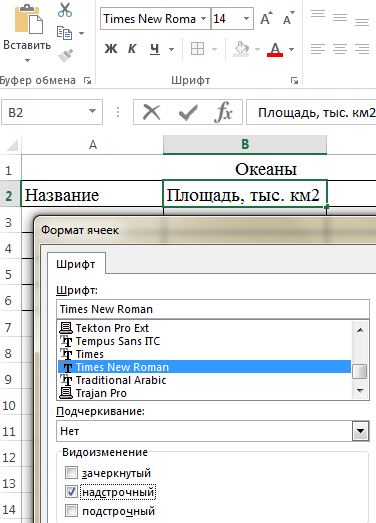 Times New Roma 14
Вставить
Ж К Ч
Буфер обмена Шрифт
B2 Площадь, тыс. км2
A B
1 Океаны
2 Название Площадь, тыс. км2
3
4 Формат ячеек
5 Шрифт
6 Шрифт:
Times New Roman
7 Tekton Pro Ext
8 Tempus Sans ITC
Times
9 Times New Roman
Traditional Arabic
10 Trajan Pro
Подчеркивание:
11 Нет
12 Видоизменение
зачеркнутый
13 надстрочный
14 подстрочный